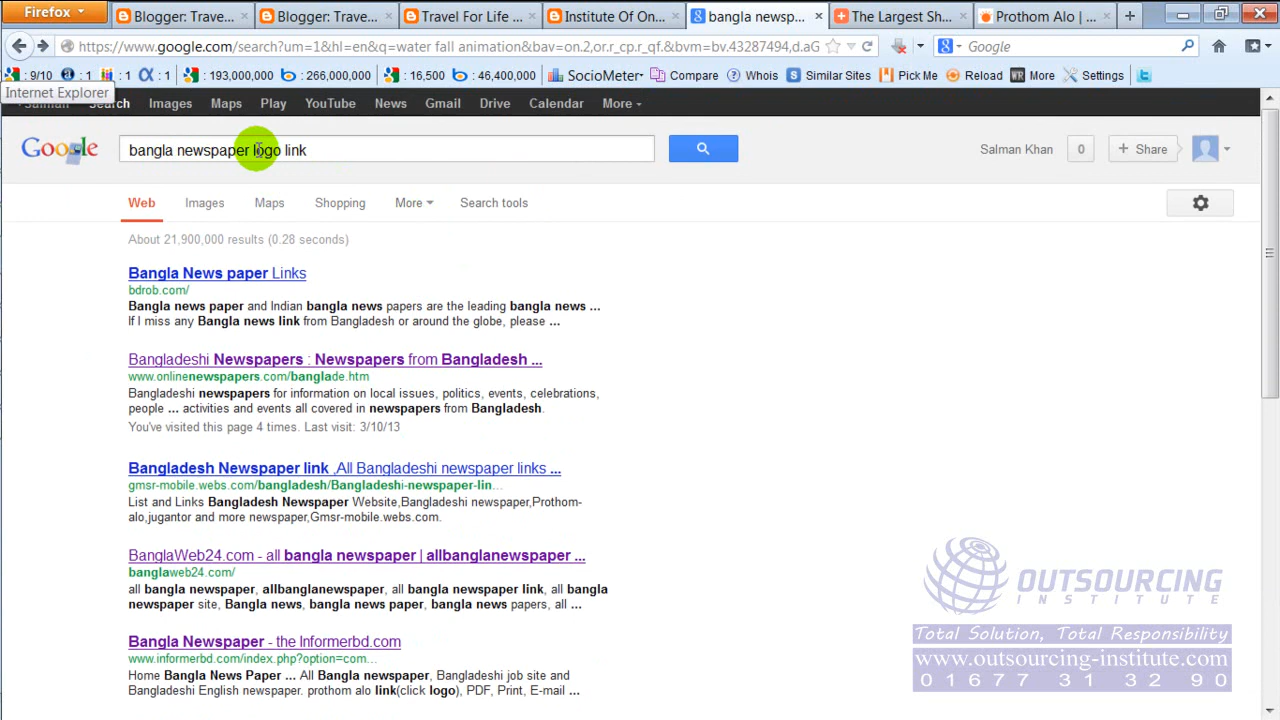 Firefox
Blogger: Trave...
Blogger: Trave...
Travel For Life ...
Institute Of On...
bangla newsp...
The Largest Sh...
Prothom Alo | ...
https://www.google.com/search?um=1&hl=en&q=water fall animation&bav=on.2,or.r_cp.r_qf.&bvm=bv.43287494,d.aG
Google
: 9/10 : 1 : 1 : 1 : 193,000,000 : 266,000,000 : 16,500 : 46,400,000 SocioMeter Compare Whois Similar Sites Pick Me Reload More Settings
Internet Explorer
Search Images Maps Play YouTube News Gmail Drive Calendar More
Google
bangla newspaper logo link
Salman Khan 0 + Share
Web Images Maps Shopping More Search tools
About 21,900,000 results (0.28 seconds)
Bangla News paper Links
bdrob.com/
Bangla news paper and Indian bangla news papers are the leading bangla news ...
If I miss any Bangla news link from Bangladesh or around the globe, please ...
Bangladeshi Newspapers : Newspapers from Bangladesh ...
www.onlinenewspapers.com/banglade.htm
Bangladeshi newspapers for information on local issues, politics, events, celebrations,
people ... activities and events all covered in newspapers from Bangladesh.
You've visited this page 4 times. Last visit: 3/10/13
Bangladesh Newspaper link ,All Bangladeshi newspaper links ...
gmsr-mobile.webs.com/bangladesh/Bangladeshi-newspaper-lin...
List and Links Bangladesh Newspaper Website,Bangladeshi newspaper,Prothom-
alo,jugantor and more newspaper,Gmsr-mobile.webs.com.
BanglaWeb24.com - all bangla newspaper | allbanglanewspaper ...
banglaweb24.com/
all bangla newspaper, allbanglanewspaper, all bangla newspaper link, all bangla
newspaper site, Bangla news, bangla news paper, bangla news papers, all ...
Bangla Newspaper - the Informerbd.com
www.informerbd.com/index.php?option=com...
Home Bangla News Paper ... All Bangla newspaper, Bangladeshi job site and
Bangladeshi English newspaper. prothom alo link(click logo), PDF, Print, E-mail ...
OUTSOURCING
INSTITUTE
Total Solution, Total Responsibility
www.outsourcing-institute.com
01677 31 32 90